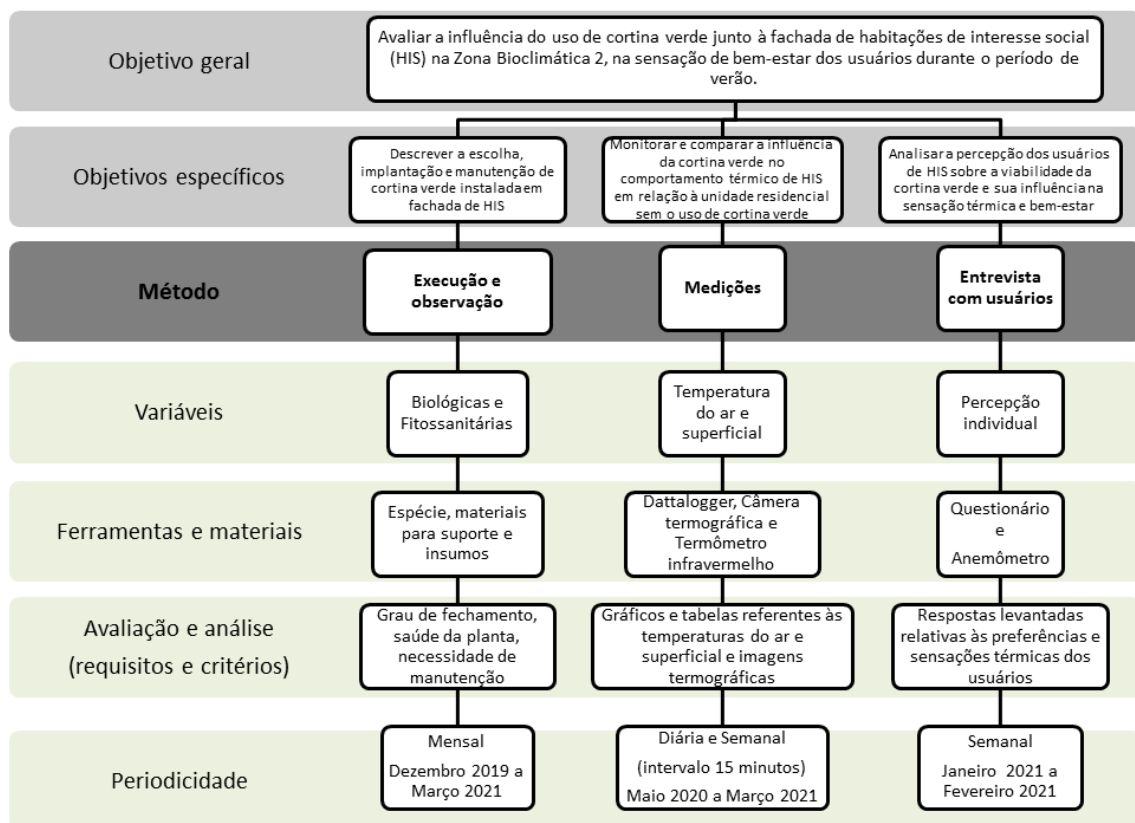 Objetivo geral
Avaliar a influência do uso de cortina verde junto à fachada de habitações de interesse social
(HIS) na Zona Bioclimática 2, na sensação de bem-estar dos usuários durante o período de
verão.
Objetivos específicos
Descrever a escolha,
implantação e manutenção de
cortina verde instalada em
fachada de HIS
Monitorar e comparar a influência
da cortina verde no
comportamento térmico de HIS
em relação à unidade residencial
sem o uso de cortina verde
Analisar a percepção dos usuários
de HIS sobre a viabilidade da
cortina verde e sua influência na
sensação térmica e bem-estar
Método
Execução e
observação
Medições
Entrevista
com usuários
Variáveis
Biológicas e
Fitossanitárias
Temperatura
do ar e
superficial
Percepção
individual
Ferramentas e materiais
Espécie, materiais
para suporte e
insumos
Dattalogger, Câmera
termográfica e
Termômetro
infravermelho
Questionário
e
Anemômetro
Avaliação e análise
(requisitos e critérios)
Grau de fechamento,
saúde da planta,
necessidade de
manutenção
Gráficos e tabelas referentes às
temperaturas do ar e
superficial e imagens
termográficas
Respostas levantadas
relativas às preferências e
sensações térmicas dos
usuários
Periodicidade
Mensal
Dezembro 2019 a
Março 2021
Diária e Semanal
(intervalo 15 minutos)
Maio 2020 a Março 2021
Semanal
Janeiro 2021 a
Fevereiro 2021